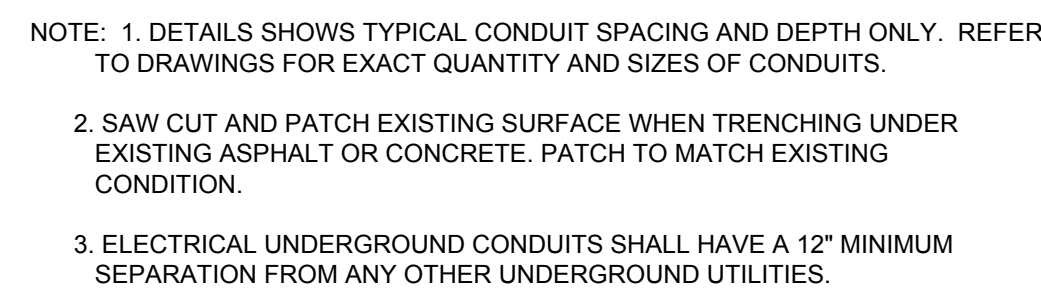 NOTE: 1. DETAILS SHOWS TYPICAL CONDUIT SPACING AND DEPTH ONLY. REFER
TO DRAWINGS FOR EXACT QUANTITY AND SIZES OF CONDUITS.
2. SAW CUT AND PATCH EXISTING SURFACE WHEN TRENCHING UNDER
EXISTING ASPHALT OR CONCRETE. PATCH TO MATCH EXISTING
CONDITION.
3. ELECTRICAL UNDERGROUND CONDUITS SHALL HAVE A 12" MINIMUM
SEPARATION FROM ANY OTHER UNDERGROUND UTILITIES.